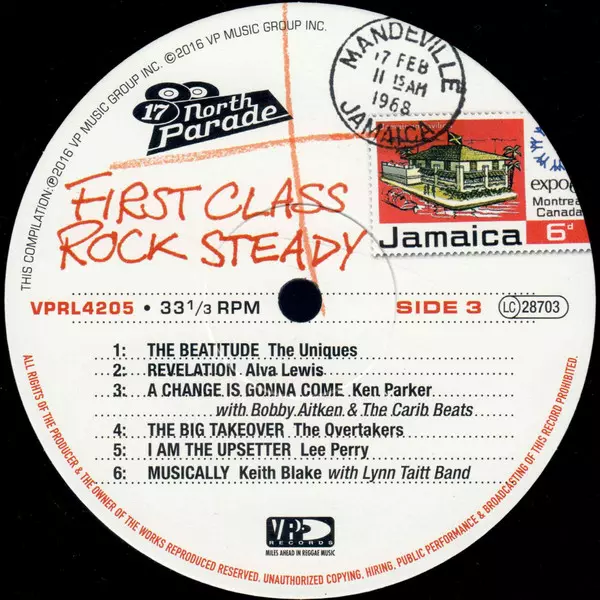 THIS COMPILATION ℗2016 VP MUSIC GROUP INC. ©2016 VP MUSIC GROUP INC.
17 North
Parade
MANDEVILLE
17 FEB
11 15AM
1968
JAMAICA
expo
Montreal
Canada
Jamaica 6d
FIRST CLASS
ROCK STEADY
VPRL4205 • 33 1/3 RPM SIDE 3 LC 28703
1: THE BEATITUDE The Uniques
2: REVELATION Alva Lewis
3: A CHANGE IS GONNA COME Ken Parker
with Bobby Aitken & The Carib Beats
4: THE BIG TAKEOVER The Overtakers
5: I AM THE UPSETTER Lee Perry
6: MUSICALLY Keith Blake with Lynn Taitt Band
VP
RECORDS
MILES AHEAD IN REGGAE MUSIC
ALL RIGHTS OF THE PRODUCER & THE OWNER OF THE WORKS REPRODUCED RESERVED. UNAUTHORIZED COPYING, HIRING, PUBLIC PERFORMANCE & BROADCASTING OF THIS RECORD PROHIBITED.